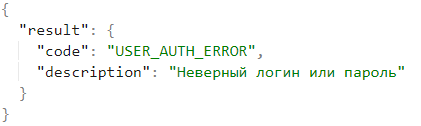 {
  "result": {
    "code": "USER_AUTH_ERROR",
    "description": "Неверный логин или пароль"
  }
}